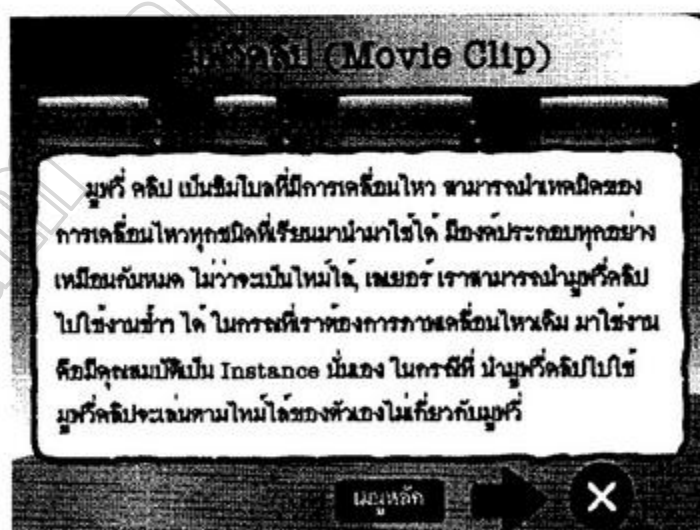 (Movie Clip)
มูฟวี่ คลิป เป็นซิมโบลที่มีการเคลื่อนไหว สามารถนำเทคนิคของ
การเคลื่อนไหวทุกชนิดที่เรียนมานำมาใช้ได้ มีองค์ประกอบทุกอย่าง
เหมือนกันหมด ไม่ว่าจะเป็นไทม์ไล์, เลเยอร์ เราสามารถนำมูฟวี่คลิป
ไปใช้งานซ้ำๆ ได้ ในกรณีที่เราต้องการภาพเคลื่อนไหวเดิม มาใช้งาน
คือมีคุณสมบัติเป็น Instance นั่นเอง ในกรณีที่ นำมูฟวี่คลิปไปใช้
มูฟวี่คลิปจะเล่นตามไทม์ไล์ของตัวเองไม่เกี่ยวกับมูฟวี่
เมนูหลัก